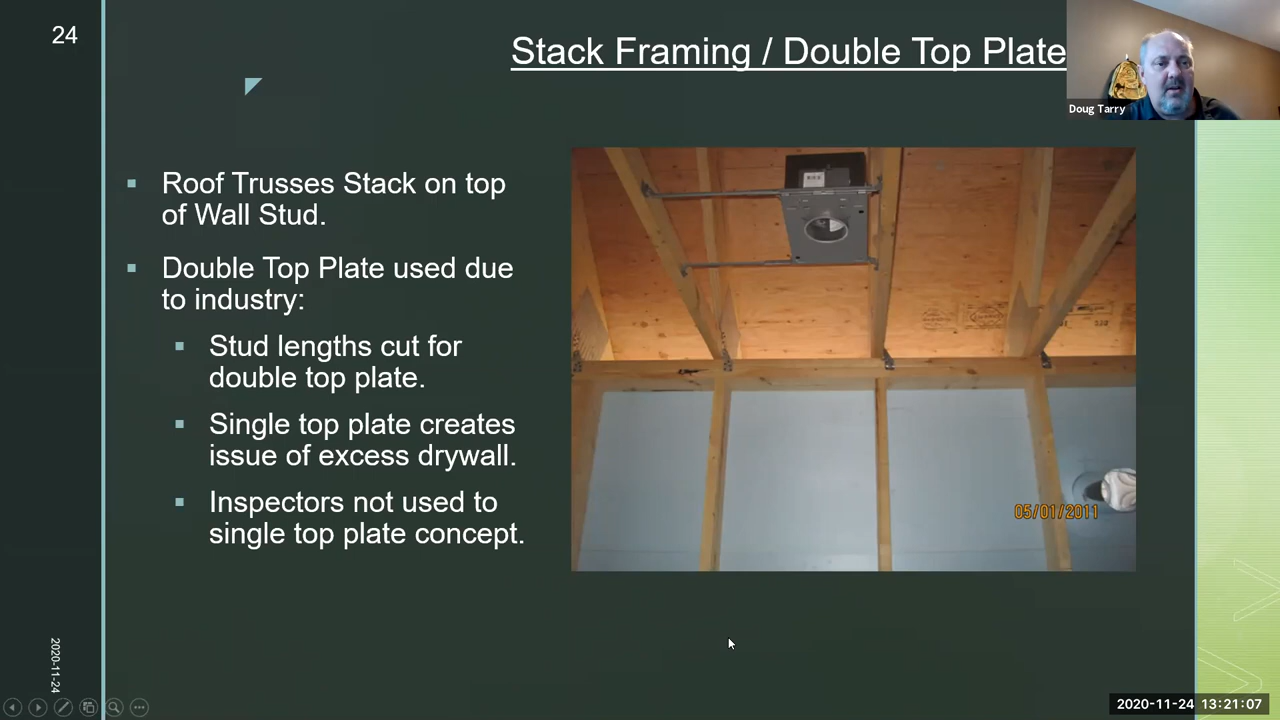 24
Stack Framing / Double Top Plate
Doug Tarry
Roof Trusses Stack on top
of Wall Stud.
Double Top Plate used due
to industry:
Stud lengths cut for
double top plate.
Single top plate creates
issue of excess drywall.
Inspectors not used to
single top plate concept.
05/01/2011
2020-11-24
2020-11-24 13:21:07